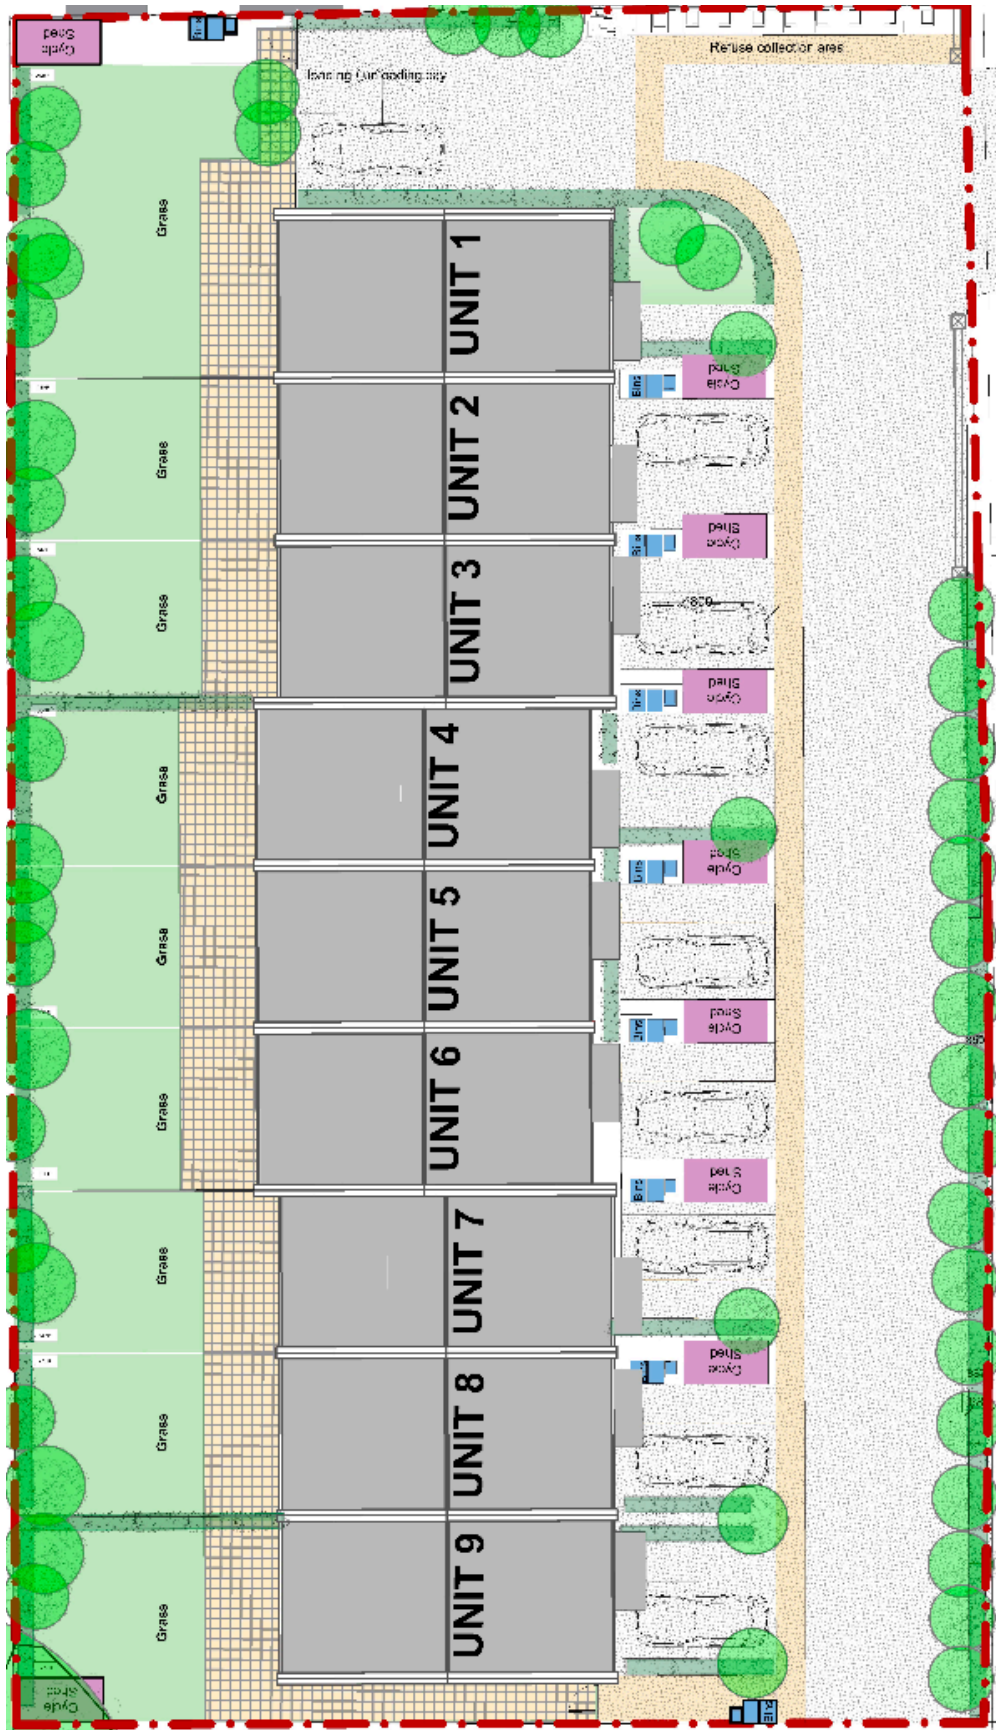 Cycle
Shed
Refuse collection area
loading / unloading bay
Grass
UNIT 1
Cycle
Shed
Bins
UNIT 2
Grass
Cycle
Shed
Bins
UNIT 3
Grass
Cycle
Shed
Bins
UNIT 4
Grass
Cycle
Shed
Bins
UNIT 5
Grass
Cycle
Shed
Bins
UNIT 6
Grass
Cycle
Shed
Bins
UNIT 7
Grass
Cycle
Shed
UNIT 8
Grass
UNIT 9
Grass
Cycle
Shed